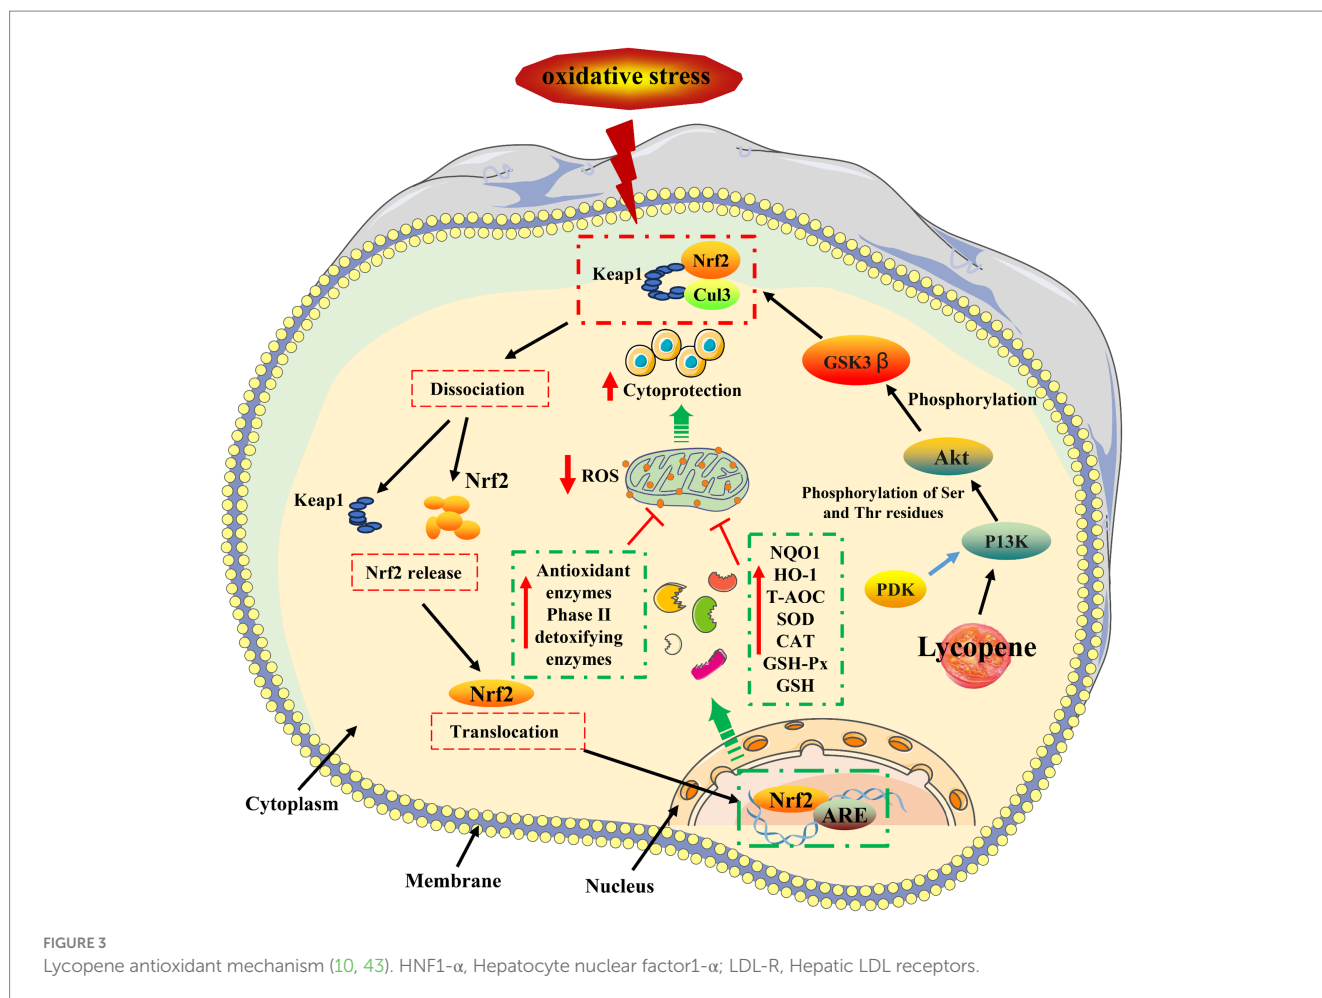 oxidative stress
Keap1
Nrf2
Cul3
GSK3 β
Phosphorylation
Akt
Phosphorylation of Ser
and Thr residues
P13K
PDK
Lycopene
Dissociation
Cytoprotection
ROS
Keap1
Nrf2
Nrf2 release
Antioxidant
enzymes
Phase II
detoxifying
enzymes
NQO1
HO-1
T-AOC
SOD
CAT
GSH-Px
GSH
Nrf2
Translocation
Nrf2
ARE
Cytoplasm
Membrane
Nucleus
FIGURE 3
Lycopene antioxidant mechanism (10, 43). HNF1-α, Hepatocyte nuclear factor1-α; LDL-R, Hepatic LDL receptors.